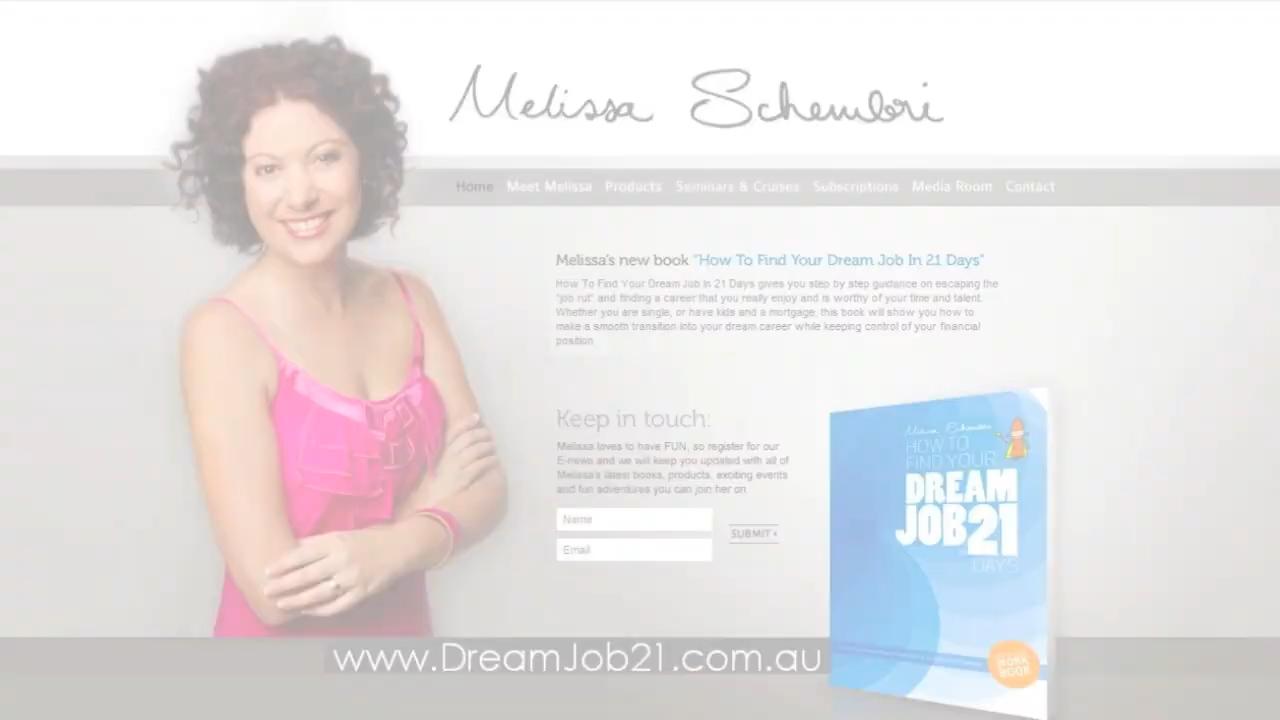 Melissa Schembri
Home Meet Melissa Products Seminars & Cruises Subscriptions Media Room Contact
Melissa's new book "How To Find Your Dream Job In 21 Days"
How To Find Your Dream Job In 21 Days gives you step by step guidance on escaping the
"job rut" and finding a career that you really enjoy and is worthy of your time and talent.
Whether you are single, or have kids and a mortgage, this book will show you how to
make a smooth transition into your dream career while keeping control of your financial
position
Keep in touch:
Melissa loves to have FUN, so register for our
E-news and we will keep you updated with all of
Melissa's latest books, products, exciting events
and fun adventures you can join her on
Name
Email
SUBMIT
Melissa Schembri
HOW TO
FIND YOUR
DREAM
JOB 21
DAYS
WORK
BOOK
www.DreamJob21.com.au